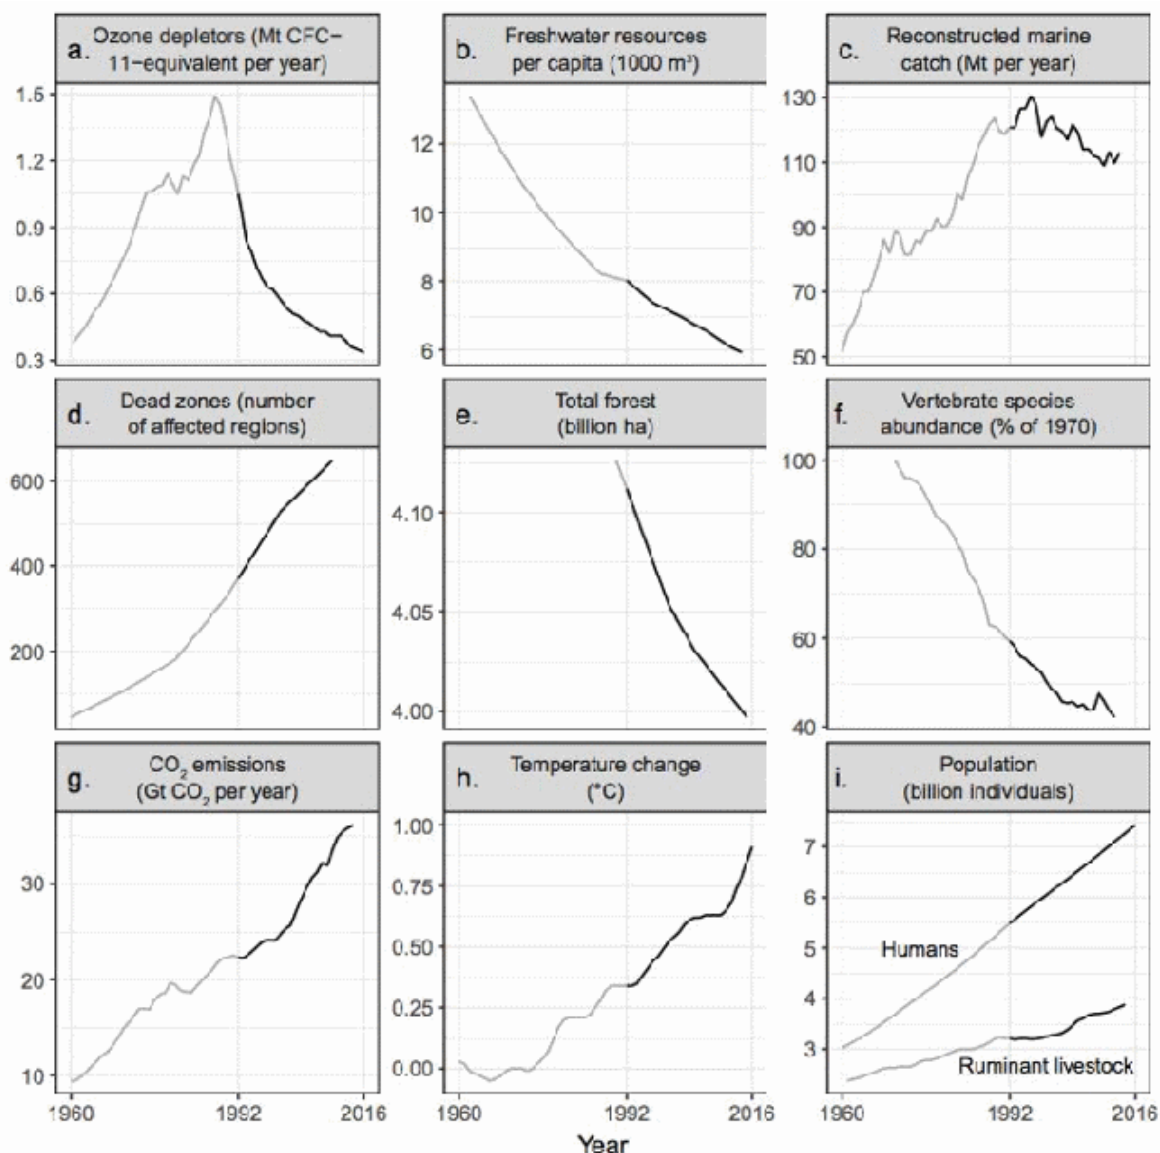 a. Ozone depletors (Mt CFC−
11−equivalent per year)
b. Freshwater resources
per capita (1000 m³)
c. Reconstructed marine
catch (Mt per year)
1.5
1.2
0.9
0.6
0.3
12
10
8
6
130
110
90
70
50
d. Dead zones (number
of affected regions)
e. Total forest
(billion ha)
f. Vertebrate species
abundance (% of 1970)
600
400
200
4.10
4.05
4.00
100
80
60
40
g. CO₂ emissions
(Gt CO₂ per year)
h. Temperature change
(°C)
i. Population
(billion individuals)
30
20
10
1.00
0.75
0.50
0.25
0.00
7
6
5
4
3
Humans
Ruminant livestock
1960 1992 2016
1960 1992 2016
1960 1992 2016
Year